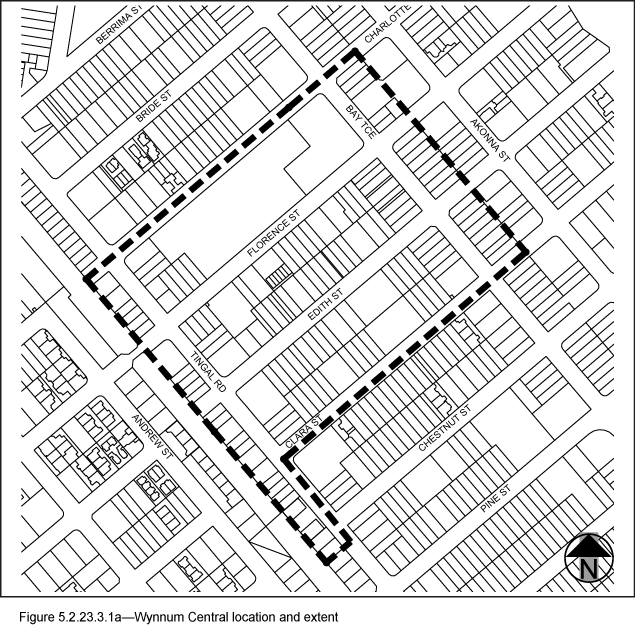 BERRIMA ST
CHARLOTTE
BRIDE ST
BAY TCE
AKONNA ST
FLORENCE ST
EDITH ST
TINGAL RD
ANDREW ST
CLARA ST
CHESTNUT ST
PINE ST
N
Figure 5.2.23.3.1a—Wynnum Central location and extent